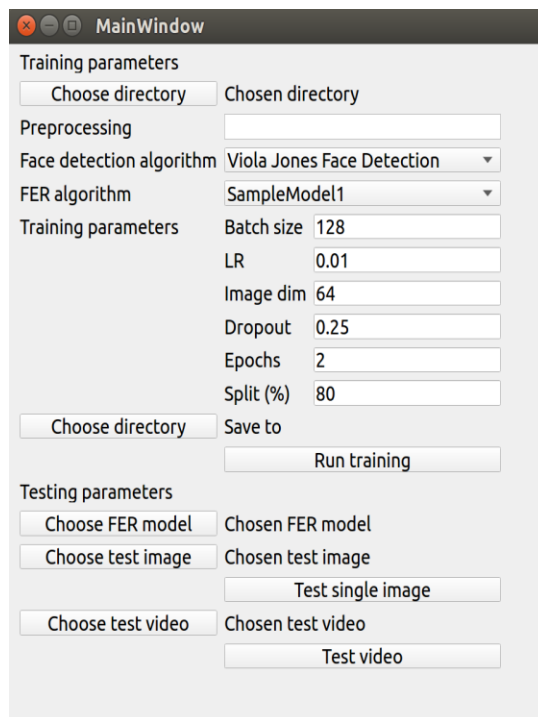 MainWindow
Training parameters
Choose directory Chosen directory
Preprocessing
Face detection algorithm Viola Jones Face Detection
FER algorithm SampleModel1
Training parameters Batch size 128
LR 0.01
Image dim 64
Dropout 0.25
Epochs 2
Split (%) 80
Choose directory Save to
Run training
Testing parameters
Choose FER model Chosen FER model
Choose test image Chosen test image
Test single image
Choose test video Chosen test video
Test video